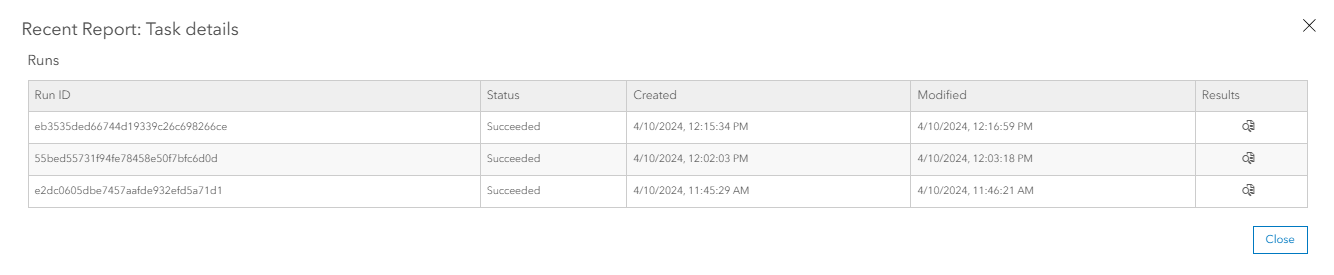 Recent Report: Task details
Runs
Run ID Status Created Modified Results
eb3535ded66744d19339c26c698266ce Succeeded 4/10/2024, 12:15:34 PM 4/10/2024, 12:16:59 PM
55bed55731f94fe78458e50f7bfc6d0d Succeeded 4/10/2024, 12:02:03 PM 4/10/2024, 12:03:18 PM
e2dc0605dbe7457aafde932efd5a71d1 Succeeded 4/10/2024, 11:45:29 AM 4/10/2024, 11:46:21 AM
Close